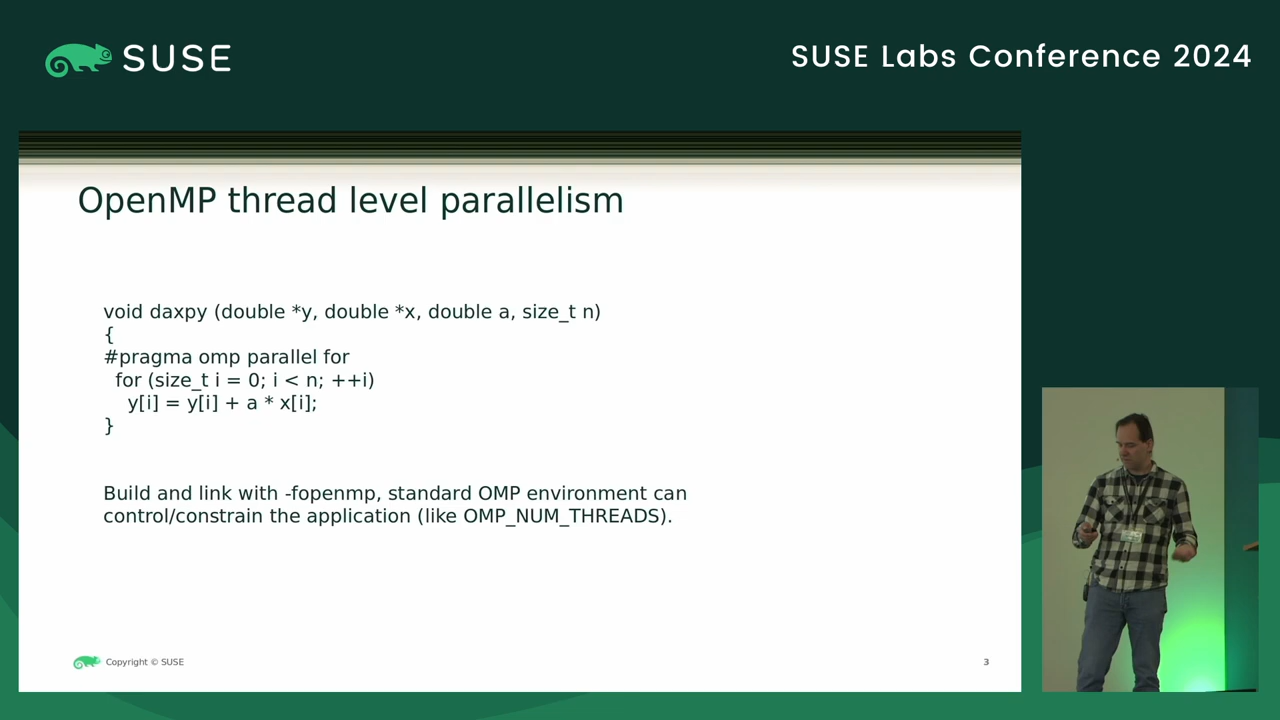 SUSE
SUSE Labs Conference 2024
OpenMP thread level parallelism
void daxpy (double *y, double *x, double a, size_t n)
{
#pragma omp parallel for
for (size_t i = 0; i < n; ++i)
y[i] = y[i] + a * x[i];
}
Build and link with -fopenmp, standard OMP environment can
control/constrain the application (like OMP_NUM_THREADS).
Copyright © SUSE
3